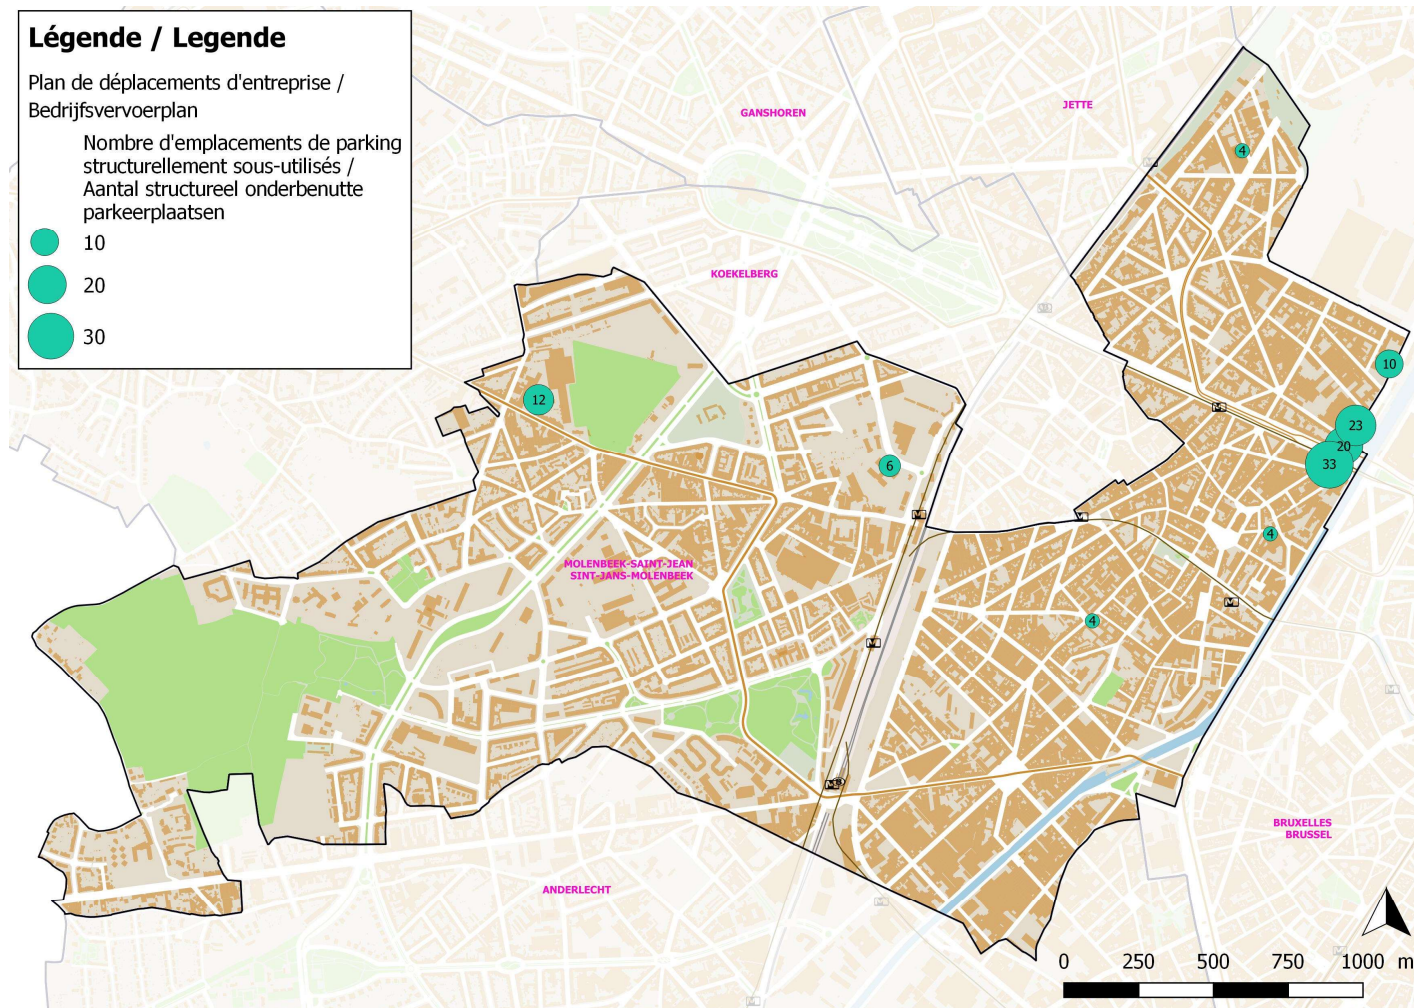 Légende / Legende
Plan de déplacements d'entreprise /
Bedrijfsvervoerplan
Nombre d'emplacements de parking
structurellement sous-utilisés /
Aantal structureel onderbenutte
parkeerplaatsen
10
20
30
GANSHOREN
JETTE
KOEKELBERG
4
10
12
23
20
33
6
4
MOLENBEEK-SAINT-JEAN
SINT-JANS-MOLENBEEK
4
BRUXELLES
BRUSSEL
ANDERLECHT
0 250 500 750 1000 m
M
M
M
M
M
M